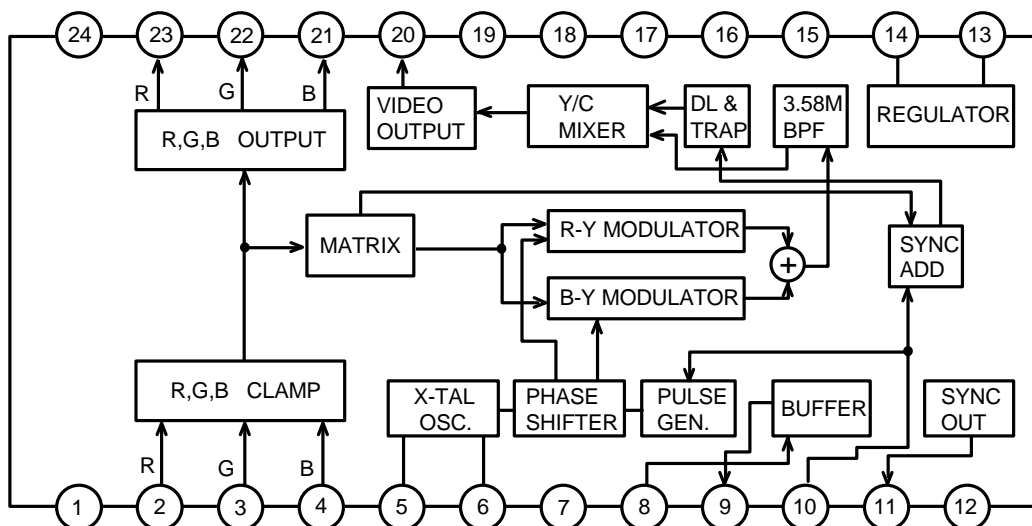 24 23 22 21 20 19 18 17 16 15 14 13
R G B
R,G,B OUTPUT
VIDEO
OUTPUT
Y/C
MIXER
DL &
TRAP
3.58M
BPF
REGULATOR
MATRIX
R-Y MODULATOR
+
B-Y MODULATOR
SYNC
ADD
R,G,B CLAMP
X-TAL
OSC.
PHASE
SHIFTER
PULSE
GEN.
BUFFER
SYNC
OUT
R G B
1 2 3 4 5 6 7 8 9 10 11 12